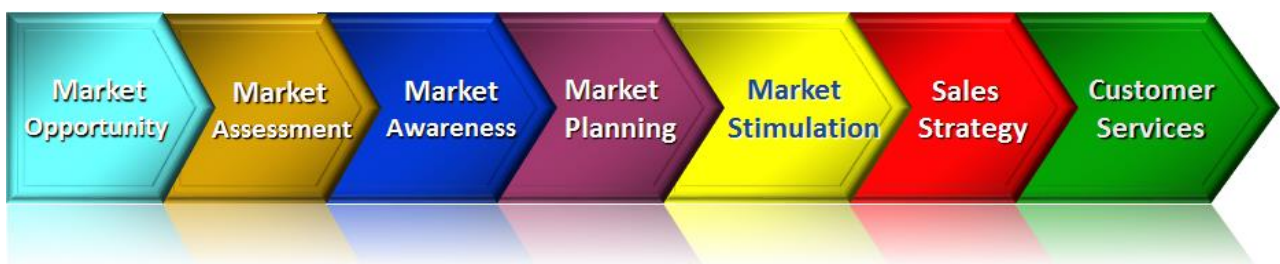 Market
Opportunity
Market
Assessment
Market
Awareness
Market
Planning
Market
Stimulation
Sales
Strategy
Customer
Services